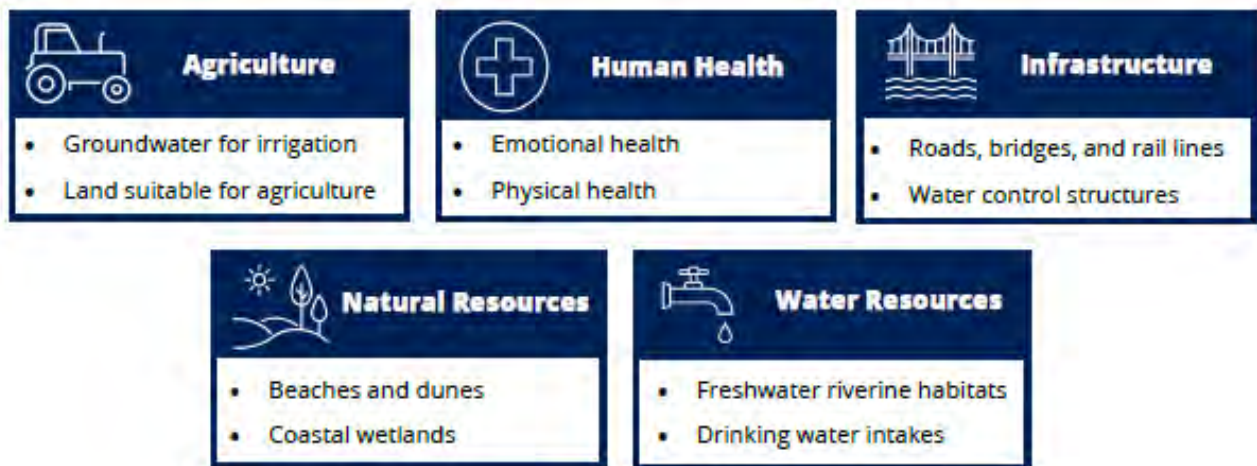 Agriculture
• Groundwater for irrigation
• Land suitable for agriculture
Human Health
• Emotional health
• Physical health
Infrastructure
• Roads, bridges, and rail lines
• Water control structures
Natural Resources
• Beaches and dunes
• Coastal wetlands
Water Resources
• Freshwater riverine habitats
• Drinking water intakes